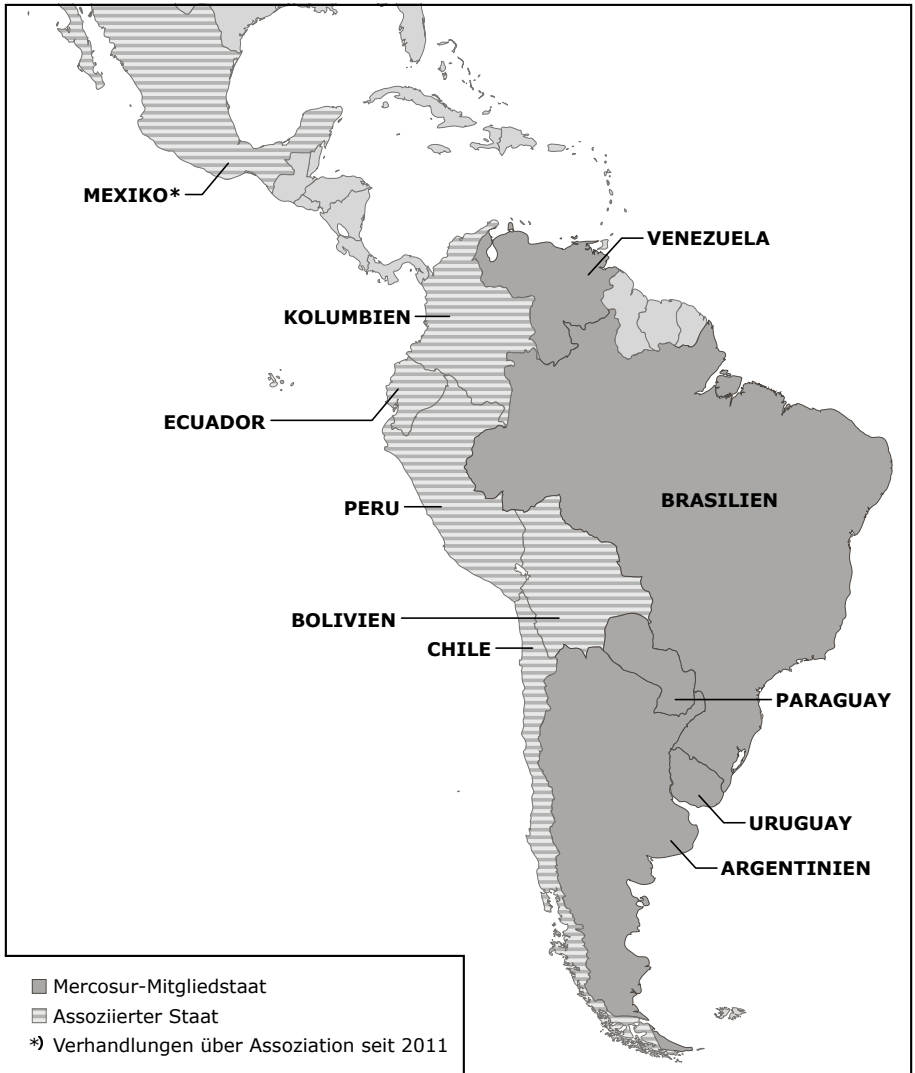 MEXIKO*
VENEZUELA
KOLUMBIEN
ECUADOR
PERU
BRASILIEN
BOLIVIEN
CHILE
PARAGUAY
URUGUAY
ARGENTINIEN
Mercosur-Mitgliedstaat
Assoziierter Staat
*) Verhandlungen über Assoziation seit 2011